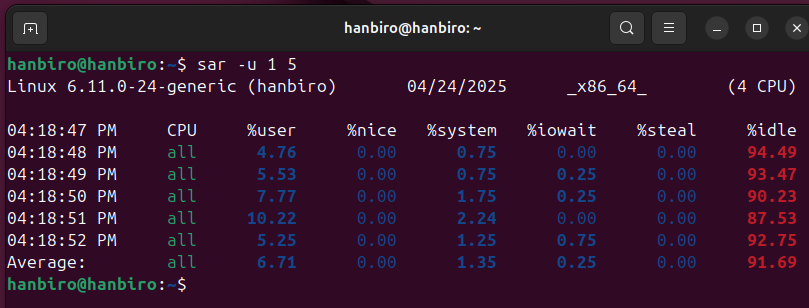 hanbiro@hanbiro: ~
hanbiro@hanbiro:~$ sar -u 1 5
Linux 6.11.0-24-generic (hanbiro) 04/24/2025 _x86_64_ (4 CPU)
04:18:47 PM CPU %user %nice %system %iowait %steal %idle
04:18:48 PM all 4.76 0.00 0.75 0.00 0.00 94.49
04:18:49 PM all 5.53 0.00 0.75 0.25 0.00 93.47
04:18:50 PM all 7.77 0.00 1.75 0.25 0.00 90.23
04:18:51 PM all 10.22 0.00 2.24 0.00 0.00 87.53
04:18:52 PM all 5.25 0.00 1.25 0.75 0.00 92.75
Average: all 6.71 0.00 1.35 0.25 0.00 91.69
hanbiro@hanbiro:~$